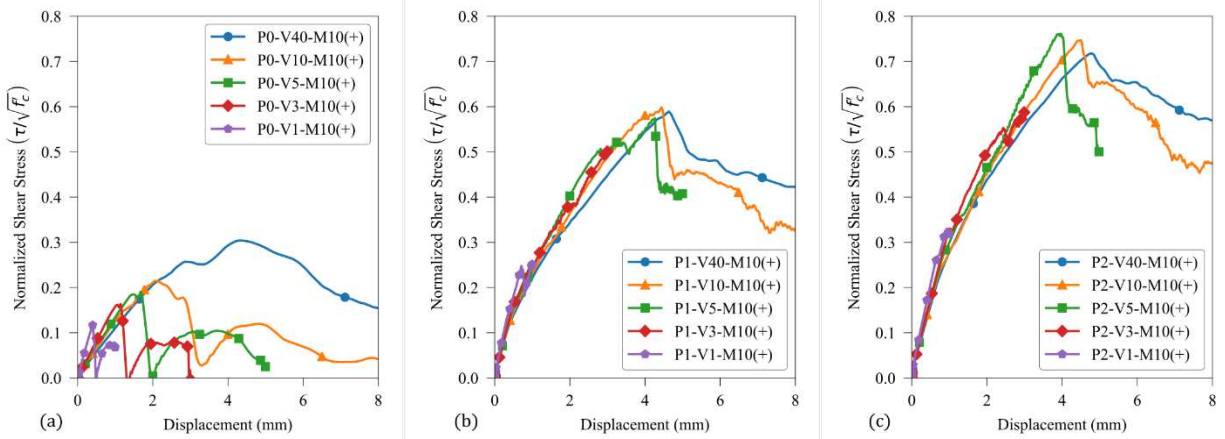 0.8
0.7
0.6
0.5
0.4
0.3
0.2
0.1
0.0
Normalized Shear Stress (τ/√f′c)
P0-V40-M10(+)
P0-V10-M10(+)
P0-V5-M10(+)
P0-V3-M10(+)
P0-V1-M10(+)
0 2 4 6 8
(a) Displacement (mm)
0.8
0.7
0.6
0.5
0.4
0.3
0.2
0.1
0.0
Normalized Shear Stress (τ/√f′c)
P1-V40-M10(+)
P1-V10-M10(+)
P1-V5-M10(+)
P1-V3-M10(+)
P1-V1-M10(+)
0 2 4 6 8
(b) Displacement (mm)
0.8
0.7
0.6
0.5
0.4
0.3
0.2
0.1
0.0
Normalized Shear Stress (τ/√f′c)
P2-V40-M10(+)
P2-V10-M10(+)
P2-V5-M10(+)
P2-V3-M10(+)
P2-V1-M10(+)
0 2 4 6 8
(c) Displacement (mm)